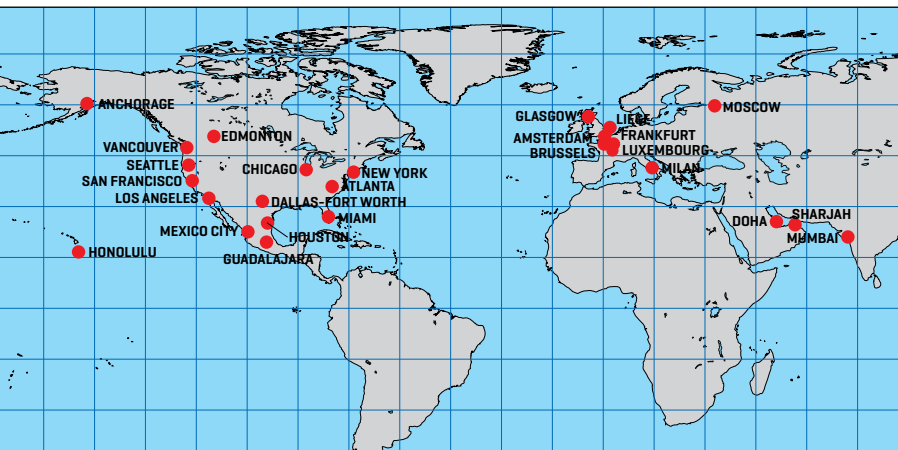 ANCHORAGE
EDMONTON
VANCOUVER
SEATTLE
SAN FRANCISCO
LOS ANGELES
CHICAGO
NEW YORK
ATLANTA
DALLAS-FORT WORTH
MIAMI
MEXICO CITY
HOUSTON
GUADALAJARA
HONOLULU
GLASGOW
LIEGE
AMSTERDAM
FRANKFURT
BRUSSELS
LUXEMBOURG
MILAN
MOSCOW
DOHA
SHARJAH
MUMBAI